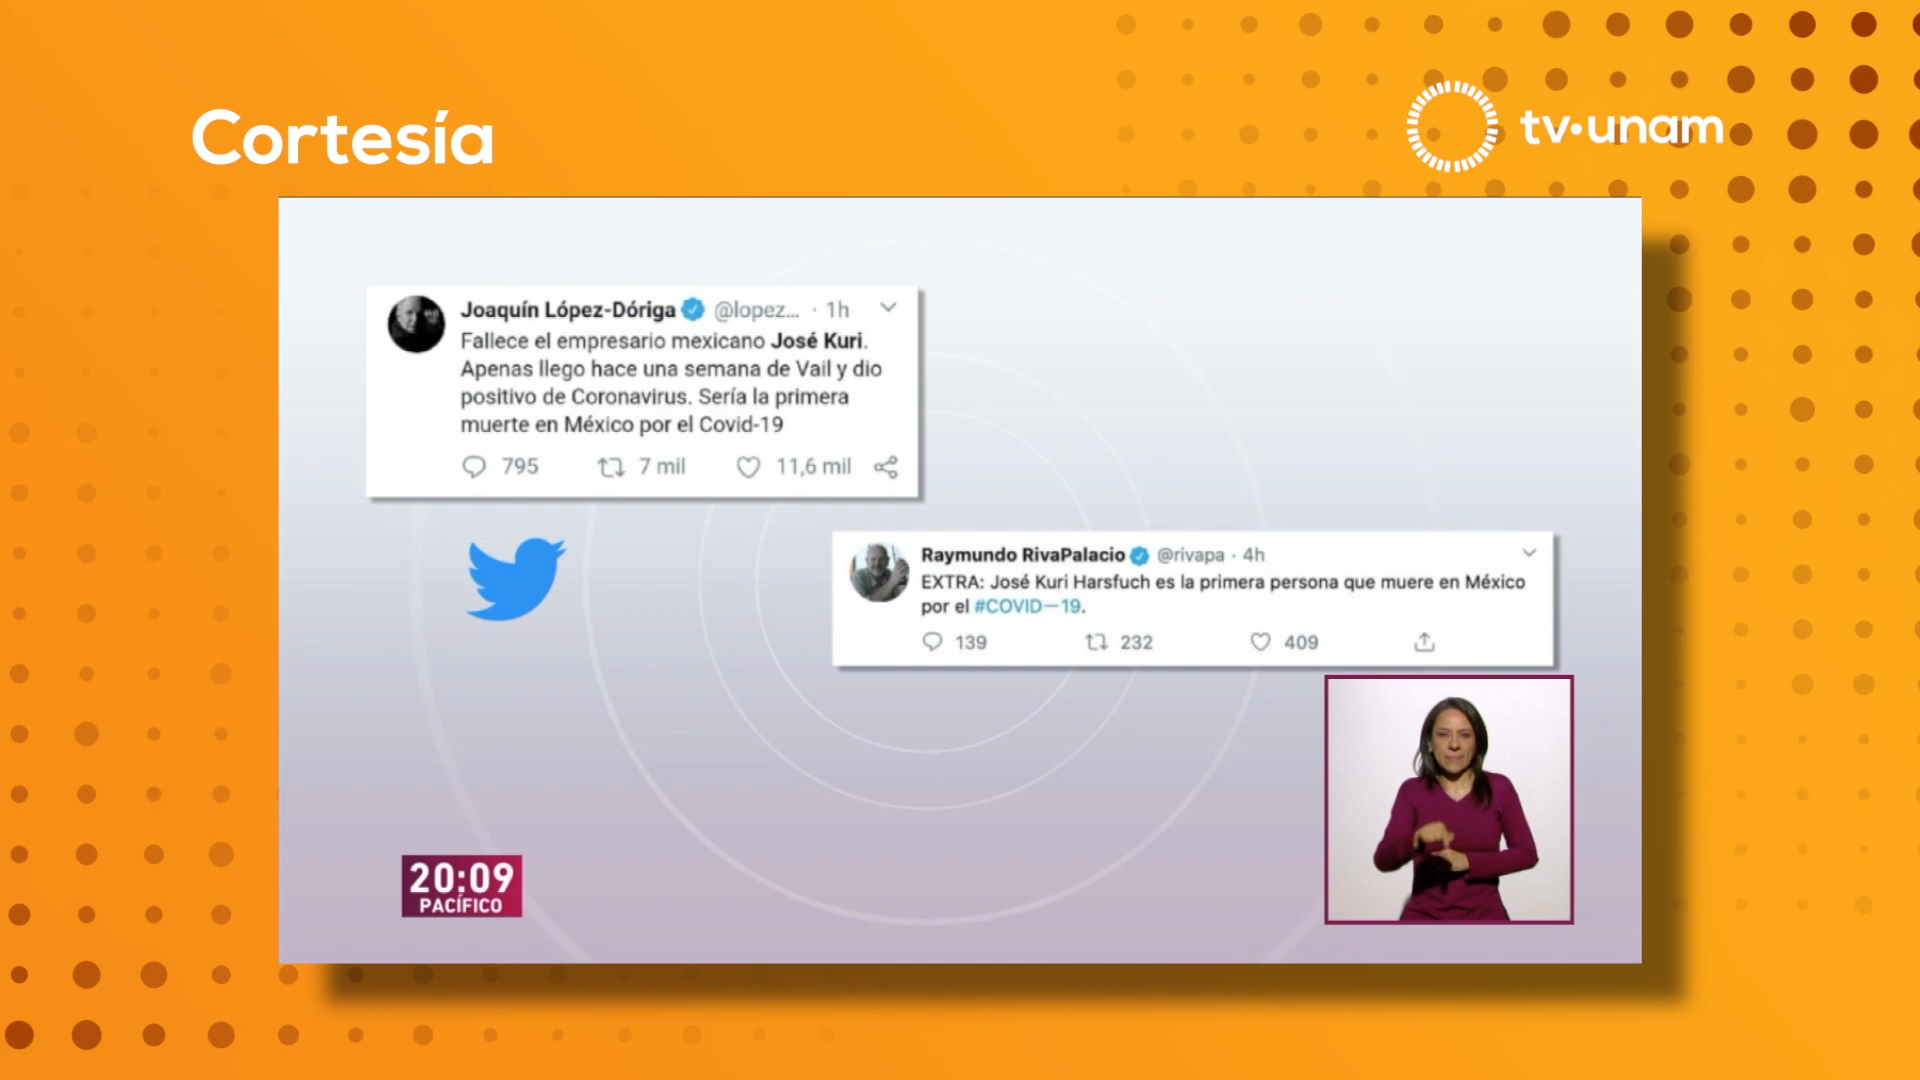 Cortesía
tv·unam
Joaquín López-Dóriga @lopez... · 1h
Fallece el empresario mexicano José Kuri.
Apenas llego hace una semana de Vail y dio
positivo de Coronavirus. Sería la primera
muerte en México por el Covid-19
795 7 mil 11,6 mil
Raymundo RivaPalacio @rivapa · 4h
EXTRA: José Kuri Harsfuch es la primera persona que muere en México
por el #COVID—19.
139 232 409
20:09
PACÍFICO